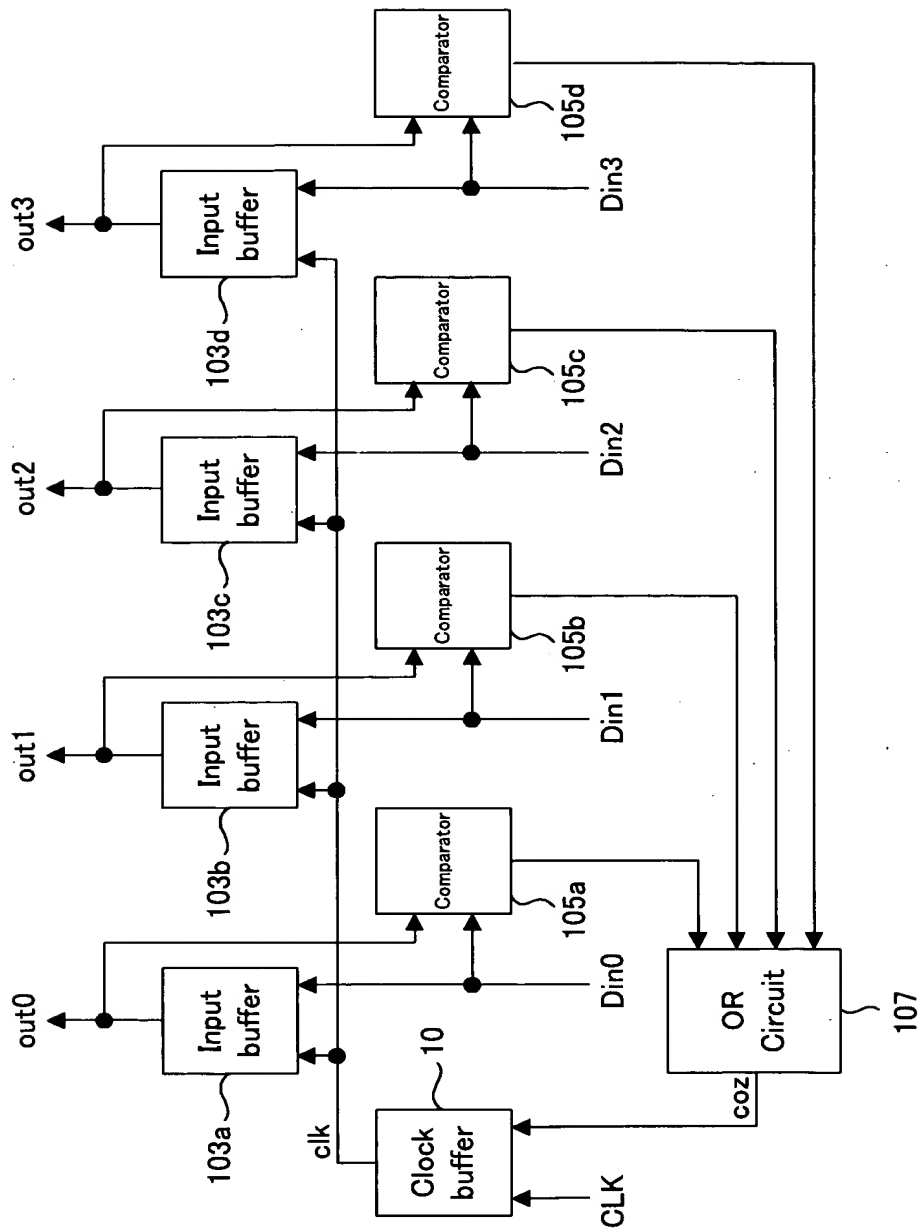 out0
out1
out2
out3
Input
buffer
Input
buffer
Input
buffer
Input
buffer
103a
103b
103c
103d
clk
10
Clock
buffer
CLK
Comparator
Comparator
Comparator
Comparator
105a
105b
105c
105d
Din0
Din1
Din2
Din3
coz
OR
Circuit
107